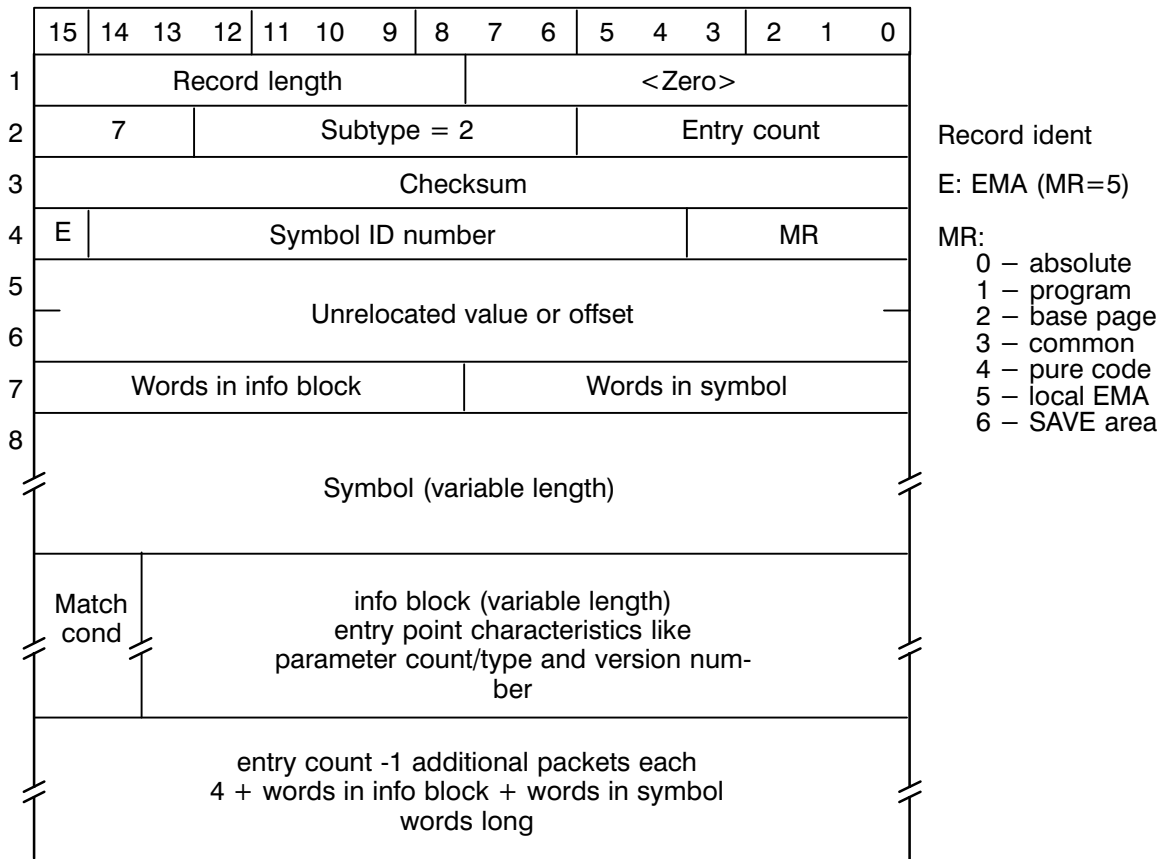 15 14 13 12 11 10 9 8 7 6 5 4 3 2 1 0
1 Record length <Zero>
2 7 Subtype = 2 Entry count Record ident
3 Checksum E: EMA (MR=5)
4 E Symbol ID number MR MR:
0 – absolute
1 – program
2 – base page
3 – common
4 – pure code
5 – local EMA
6 – SAVE area
5
Unrelocated value or offset
6
7 Words in info block Words in symbol
8
Symbol (variable length)
Match
cond
info block (variable length)
entry point characteristics like
parameter count/type and version num-
ber
entry count -1 additional packets each
4 + words in info block + words in symbol
words long